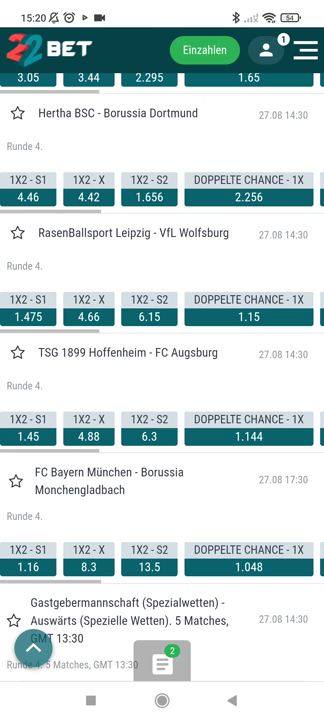 15:20
54
22 BET
Einzahlen
1
3.05 3.44 2.295 1.65
Hertha BSC - Borussia Dortmund
27.08 14:30
Runde 4.
1X2 - S1 1X2 - X 1X2 - S2 DOPPELTE CHANCE - 1X
4.46 4.42 1.656 2.256
RasenBallsport Leipzig - VfL Wolfsburg
27.08 14:30
Runde 4.
1X2 - S1 1X2 - X 1X2 - S2 DOPPELTE CHANCE - 1X
1.475 4.66 6.15 1.15
TSG 1899 Hoffenheim - FC Augsburg
27.08 14:30
Runde 4.
1X2 - S1 1X2 - X 1X2 - S2 DOPPELTE CHANCE - 1X
1.45 4.88 6.3 1.144
FC Bayern München - Borussia
Monchengladbach
27.08 17:30
Runde 4.
1X2 - S1 1X2 - X 1X2 - S2 DOPPELTE CHANCE - 1X
1.16 8.3 13.5 1.048
Gastgebermannschaft (Spezialwetten) -
Auswärts (Spezielle Wetten). 5 Matches,
GMT 13:30
27.08 14:30
Runde 4. 5 Matches, GMT 13:30
2